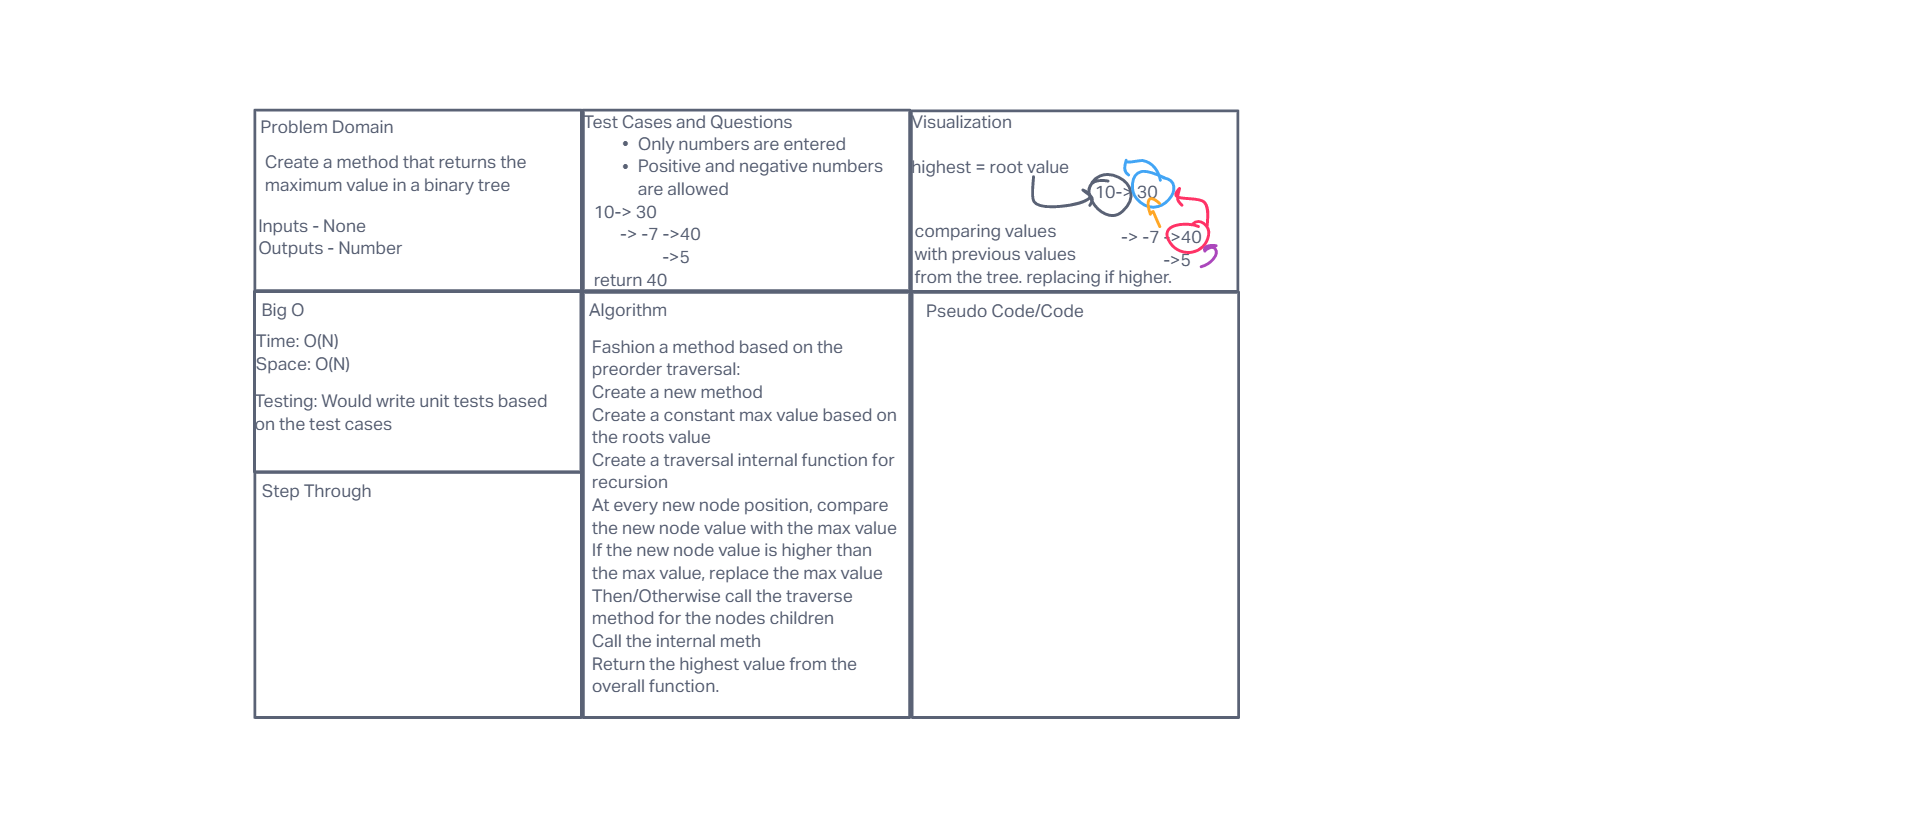 Problem Domain
Create a method that returns the
maximum value in a binary tree
Inputs - None
Outputs - Number
Test Cases and Questions
• Only numbers are entered
• Positive and negative numbers
are allowed
10-> 30
-> -7 ->40
->5
return 40
Visualization
highest = root value
10-> 30
-> -7 ->40
->5
comparing values
with previous values
from the tree. replacing if higher.
Big O
Time: O(N)
Space: O(N)
Testing: Would write unit tests based
on the test cases
Step Through
Algorithm
Fashion a method based on the
preorder traversal:
Create a new method
Create a constant max value based on
the roots value
Create a traversal internal function for
recursion
At every new node position, compare
the new node value with the max value
If the new node value is higher than
the max value, replace the max value
Then/Otherwise call the traverse
method for the nodes children
Call the internal meth
Return the highest value from the
overall function.
Pseudo Code/Code